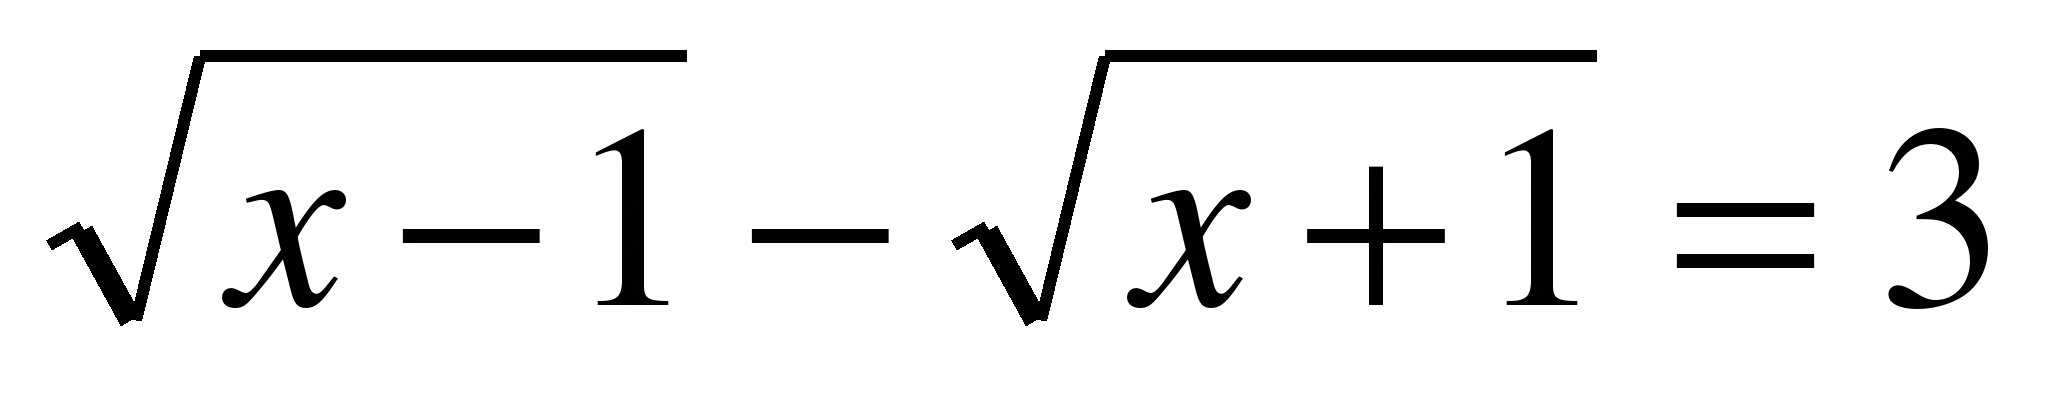 √(x − 1) − √(x + 1) = 3